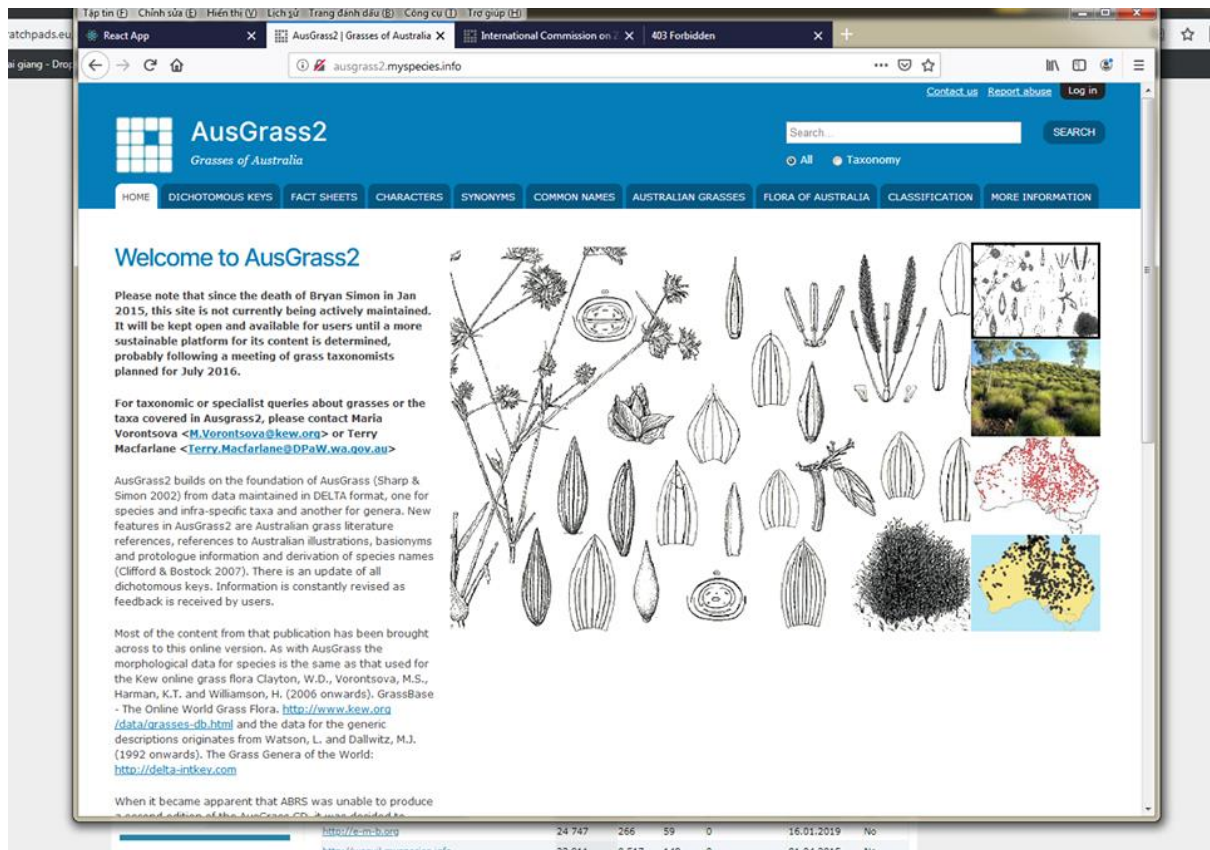 Tập tin (F) Chỉnh sửa (E) Hiển thị (V) Lịch sử Trang đánh dấu (B) Công cụ (T) Trợ giúp (H)
ratchpads.eu
React App
AusGrass2 | Grasses of Australia
International Commission on
403 Forbidden
ai giang - Drop
ausgrass2.myspecies.info
Contact us Report abuse Log in
AusGrass2
Grasses of Australia
Search...
SEARCH
All Taxonomy
HOME DICHOTOMOUS KEYS FACT SHEETS CHARACTERS SYNONYMS COMMON NAMES AUSTRALIAN GRASSES FLORA OF AUSTRALIA CLASSIFICATION MORE INFORMATION
Welcome to AusGrass2
Please note that since the death of Bryan Simon in Jan
2015, this site is not currently being actively maintained.
It will be kept open and available for users until a more
sustainable platform for its content is determined,
probably following a meeting of grass taxonomists
planned for July 2016.
For taxonomic or specialist queries about grasses or the
taxa covered in Ausgrass2, please contact Maria
Vorontsova <M.Vorontsova@kew.org> or Terry
Macfarlane <Terry.Macfarlane@DPaW.wa.gov.au>
AusGrass2 builds on the foundation of AusGrass (Sharp &
Simon 2002) from data maintained in DELTA format, one for
species and infra-specific taxa and another for genera. New
features in AusGrass2 are Australian grass literature
references, references to Australian illustrations, basionyms
and protologue information and derivation of species names
(Clifford & Bostock 2007). There is an update of all
dichotomous keys. Information is constantly revised as
feedback is received by users.
Most of the content from that publication has been brought
across to this online version. As with AusGrass the
morphological data for species is the same as that used for
the Kew online grass flora Clayton, W.D., Vorontsova, M.S.,
Harman, K.T. and Williamson, H. (2006 onwards). GrassBase
- The Online World Grass Flora. http://www.kew.org
/data/grasses-db.html and the data for the generic
descriptions originates from Watson, L. and Dallwitz, M.J.
(1992 onwards). The Grass Genera of the World:
http://delta-intkey.com
When it became apparent that ABRS was unable to produce
a second edition of the AusGrass CD, it was decided to
http://e-m-b.org 24 747 266 59 0 16.01.2019 No